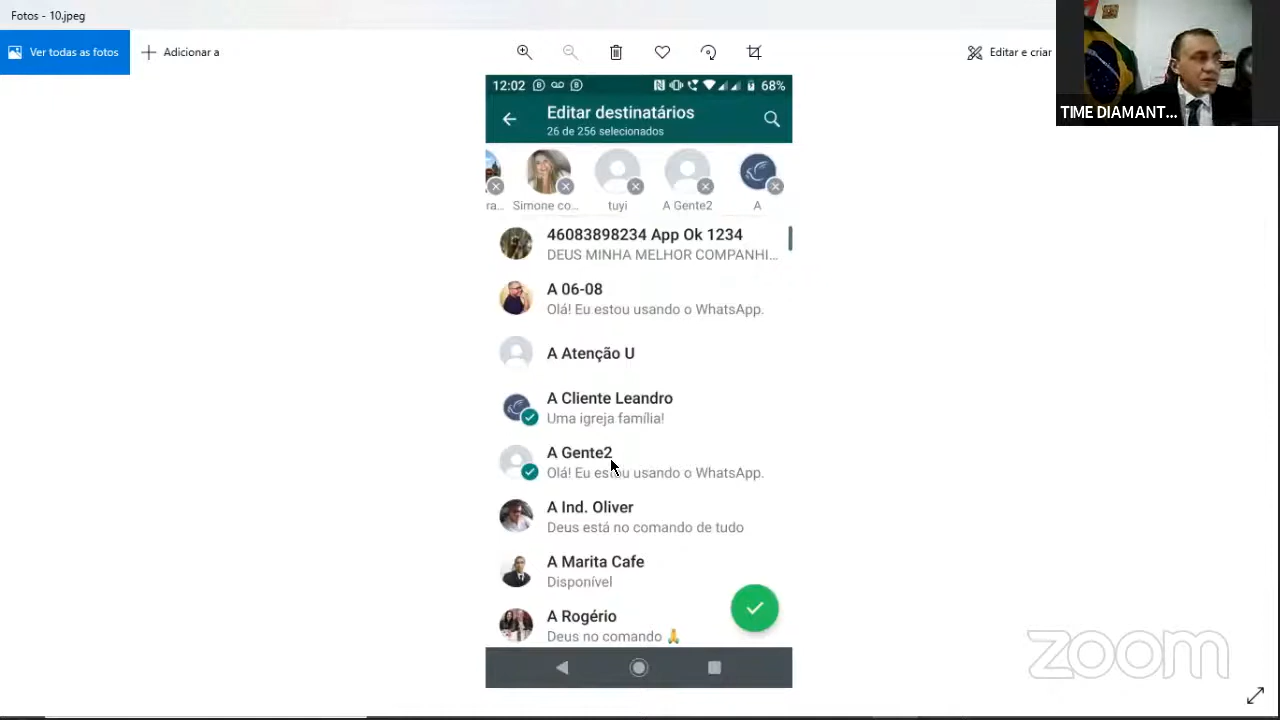 Fotos - 10.jpeg
Ver todas as fotos
Adicionar a
Editar e criar
TIME DIAMANT...
12:02
68%
Editar destinatários
26 de 256 selecionados
ra...
Simone co...
tuyi
A Gente2
A
46083898234 App Ok 1234
DEUS MINHA MELHOR COMPANHI...
A 06-08
Olá! Eu estou usando o WhatsApp.
A Atenção U
A Cliente Leandro
Uma igreja família!
A Gente2
Olá! Eu estou usando o WhatsApp.
A Ind. Oliver
Deus está no comando de tudo
A Marita Cafe
Disponível
A Rogério
Deus no comando 🙏
zoom